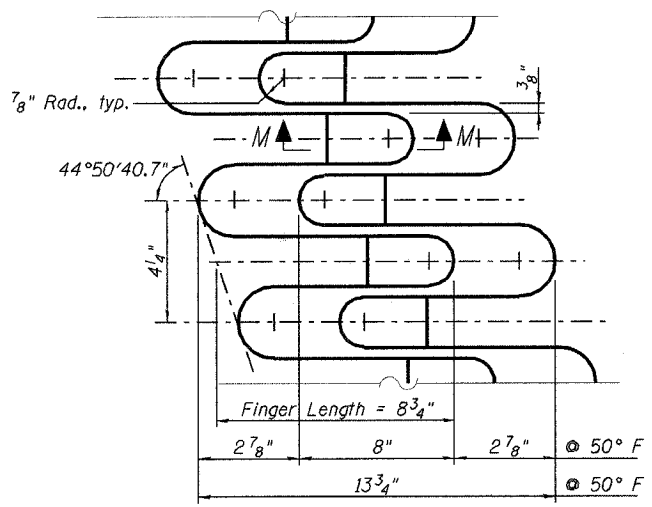 3/8"
7/8" Rad., typ.
M M
44°50'40.7"
4 1/4"
Finger Length = 8 3/4"
2 7/8" 8" 2 7/8" @ 50° F
13 3/4" @ 50° F